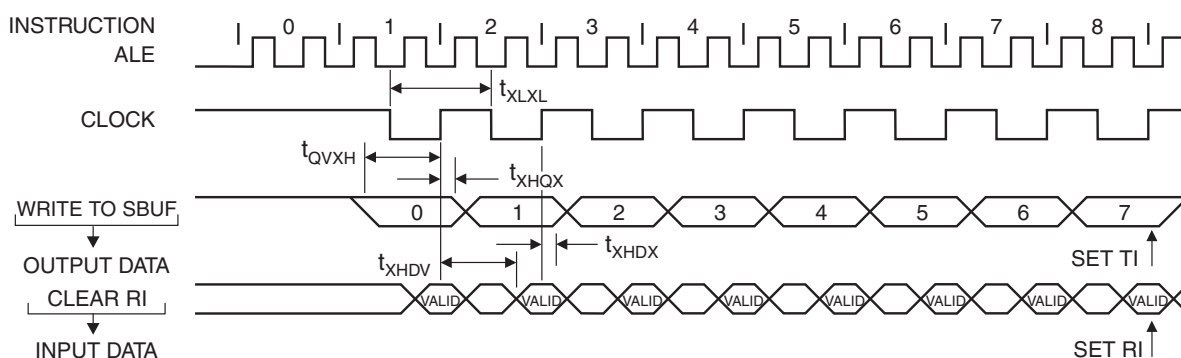 INSTRUCTION 0 1 2 3 4 5 6 7 8
ALE
tXLXL
CLOCK
tQVXH
tXHQX
WRITE TO SBUF 0 1 2 3 4 5 6 7
tXHDX
SET TI
OUTPUT DATA
tXHDV
CLEAR RI VALID VALID VALID VALID VALID VALID VALID VALID
INPUT DATA
SET RI